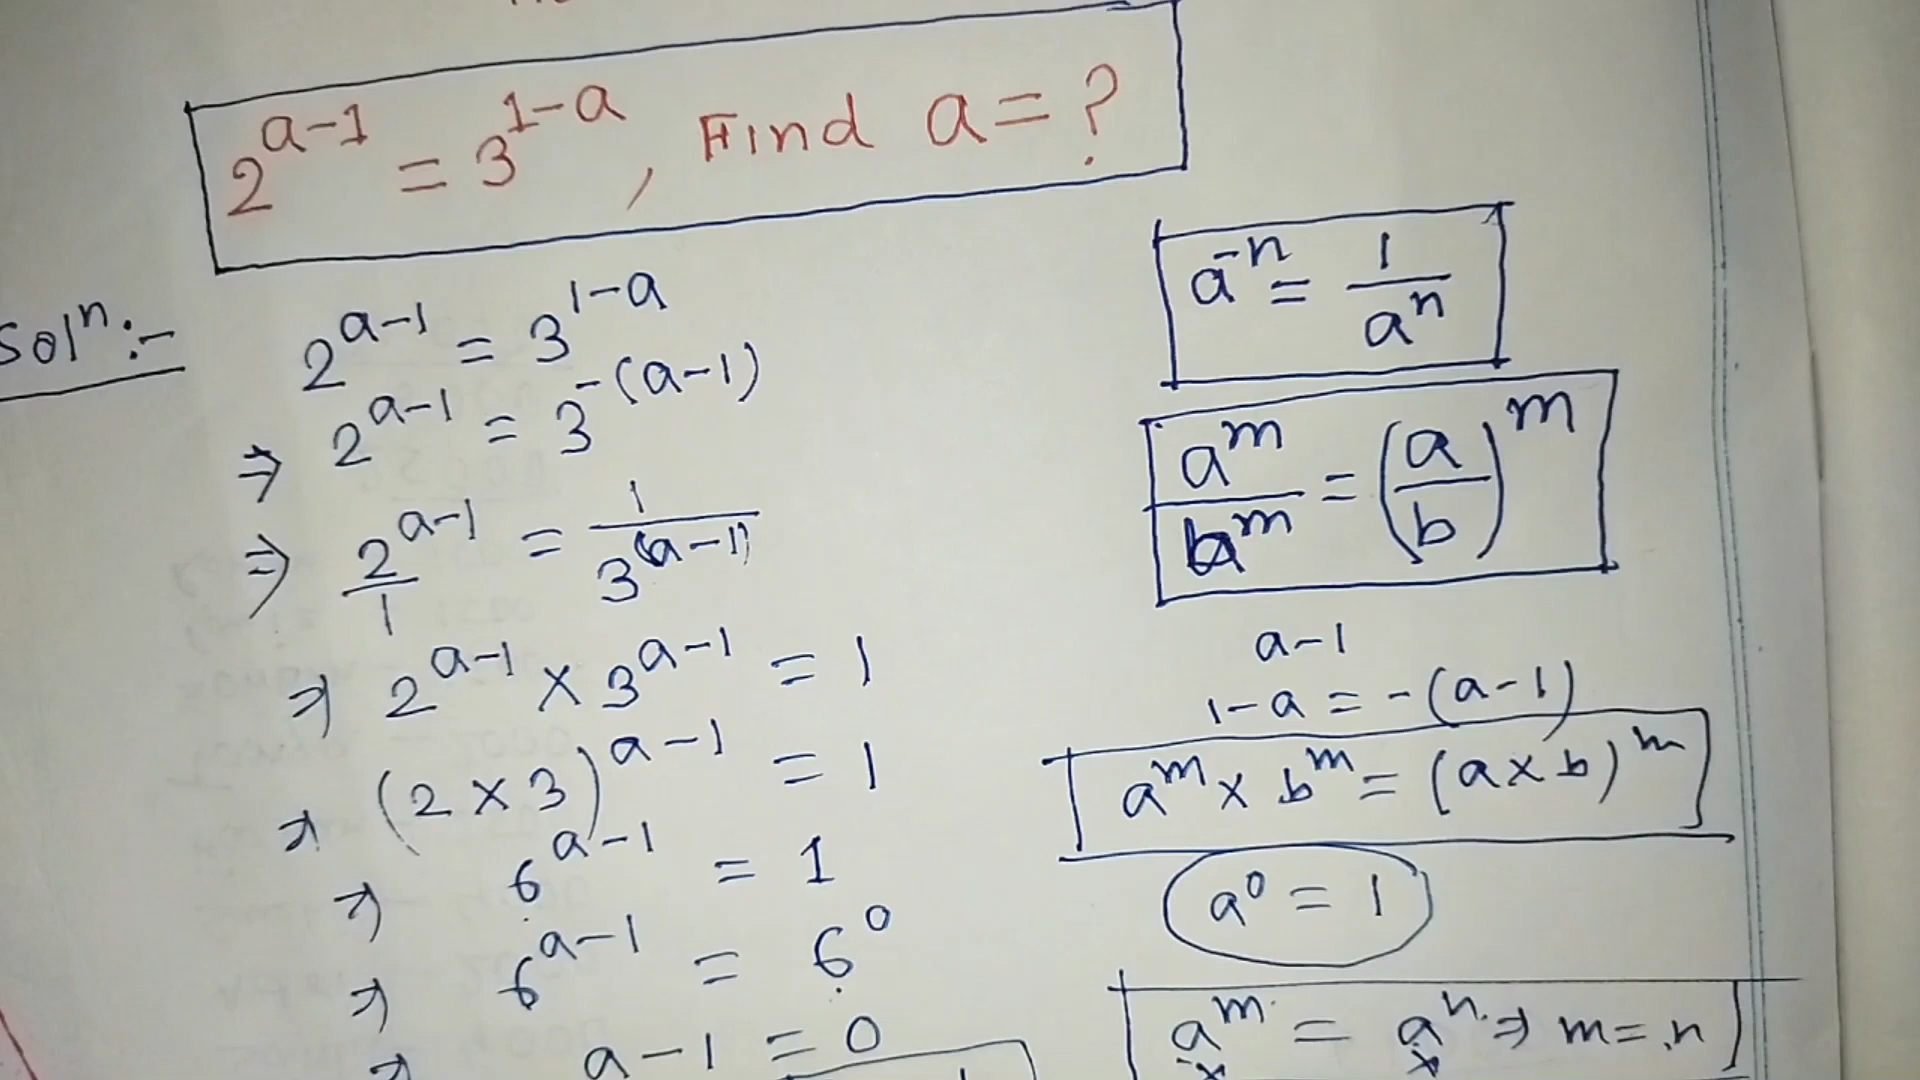 2^(a-1) = 3^(1-a), Find a = ?
Solⁿ:- 2^(a-1) = 3^(1-a)
⇒ 2^(a-1) = 3^(-(a-1))
⇒ 2^(a-1)/1 = 1/3^((a-1))
⇒ 2^(a-1) × 3^(a-1) = 1
⇒ (2 × 3)^(a-1) = 1
⇒ 6^(a-1) = 1
⇒ 6^(a-1) = 6^0
⇒ a-1 = 0
a^(-n) = 1/a^n
a^m/b^m = (a/b)^m
a-1
1-a = -(a-1)
a^m × b^m = (a × b)^m
a^0 = 1
a^m = a^n ⇒ m = n